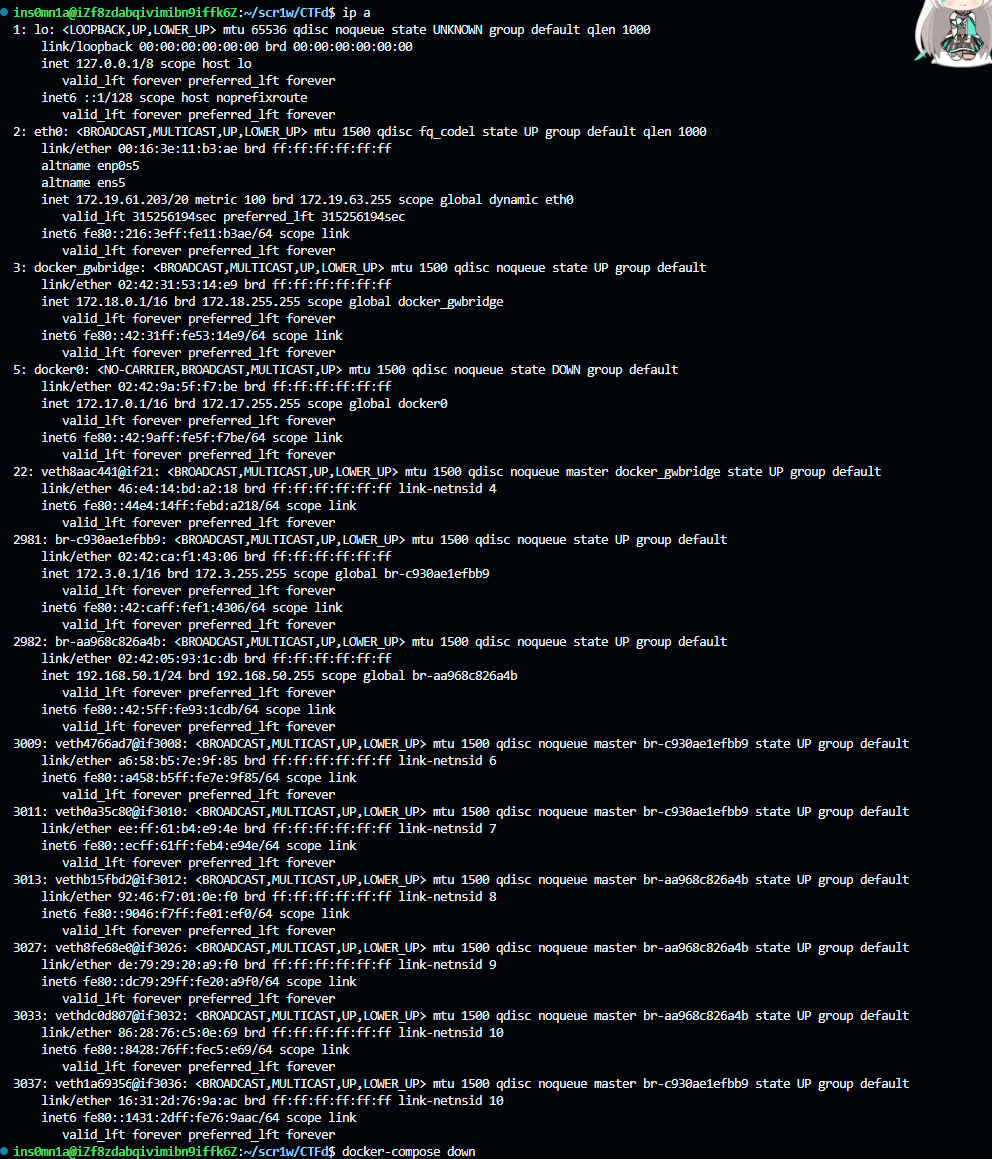 ins0mn1a@iZf8zdabqivimibn9iffk6Z:~/scr1w/CTFd$ ip a
1: lo: <LOOPBACK,UP,LOWER_UP> mtu 65536 qdisc noqueue state UNKNOWN group default qlen 1000
    link/loopback 00:00:00:00:00:00 brd 00:00:00:00:00:00
    inet 127.0.0.1/8 scope host lo
       valid_lft forever preferred_lft forever
    inet6 ::1/128 scope host noprefixroute
       valid_lft forever preferred_lft forever
2: eth0: <BROADCAST,MULTICAST,UP,LOWER_UP> mtu 1500 qdisc fq_codel state UP group default qlen 1000
    link/ether 00:16:3e:11:b3:ae brd ff:ff:ff:ff:ff:ff
    altname enp0s5
    altname ens5
    inet 172.19.61.203/20 metric 100 brd 172.19.63.255 scope global dynamic eth0
       valid_lft 315256194sec preferred_lft 315256194sec
    inet6 fe80::216:3eff:fe11:b3ae/64 scope link
       valid_lft forever preferred_lft forever
3: docker_gwbridge: <BROADCAST,MULTICAST,UP,LOWER_UP> mtu 1500 qdisc noqueue state UP group default
    link/ether 02:42:31:53:14:e9 brd ff:ff:ff:ff:ff:ff
    inet 172.18.0.1/16 brd 172.18.255.255 scope global docker_gwbridge
       valid_lft forever preferred_lft forever
    inet6 fe80::42:31ff:fe53:14e9/64 scope link
       valid_lft forever preferred_lft forever
5: docker0: <NO-CARRIER,BROADCAST,MULTICAST,UP> mtu 1500 qdisc noqueue state DOWN group default
    link/ether 02:42:9a:5f:f7:be brd ff:ff:ff:ff:ff:ff
    inet 172.17.0.1/16 brd 172.17.255.255 scope global docker0
       valid_lft forever preferred_lft forever
    inet6 fe80::42:9aff:fe5f:f7be/64 scope link
       valid_lft forever preferred_lft forever
22: veth8aac441@if21: <BROADCAST,MULTICAST,UP,LOWER_UP> mtu 1500 qdisc noqueue master docker_gwbridge state UP group default
    link/ether 46:e4:14:bd:a2:18 brd ff:ff:ff:ff:ff:ff link-netnsid 4
    inet6 fe80::44e4:14ff:febd:a218/64 scope link
       valid_lft forever preferred_lft forever
2981: br-c930ae1efbb9: <BROADCAST,MULTICAST,UP,LOWER_UP> mtu 1500 qdisc noqueue state UP group default
    link/ether 02:42:ca:f1:43:06 brd ff:ff:ff:ff:ff:ff
    inet 172.3.0.1/16 brd 172.3.255.255 scope global br-c930ae1efbb9
       valid_lft forever preferred_lft forever
    inet6 fe80::42:caff:fef1:4306/64 scope link
       valid_lft forever preferred_lft forever
2982: br-aa968c826a4b: <BROADCAST,MULTICAST,UP,LOWER_UP> mtu 1500 qdisc noqueue state UP group default
    link/ether 02:42:05:93:1c:db brd ff:ff:ff:ff:ff:ff
    inet 192.168.50.1/24 brd 192.168.50.255 scope global br-aa968c826a4b
       valid_lft forever preferred_lft forever
    inet6 fe80::42:5ff:fe93:1cdb/64 scope link
       valid_lft forever preferred_lft forever
3009: veth4766ad7@if3008: <BROADCAST,MULTICAST,UP,LOWER_UP> mtu 1500 qdisc noqueue master br-c930ae1efbb9 state UP group default
    link/ether a6:58:b5:7e:9f:85 brd ff:ff:ff:ff:ff:ff link-netnsid 6
    inet6 fe80::a458:b5ff:fe7e:9f85/64 scope link
       valid_lft forever preferred_lft forever
3011: veth0a35c80@if3010: <BROADCAST,MULTICAST,UP,LOWER_UP> mtu 1500 qdisc noqueue master br-c930ae1efbb9 state UP group default
    link/ether ee:ff:61:b4:e9:4e brd ff:ff:ff:ff:ff:ff link-netnsid 7
    inet6 fe80::ecff:61ff:feb4:e94e/64 scope link
       valid_lft forever preferred_lft forever
3013: vethb15fbd2@if3012: <BROADCAST,MULTICAST,UP,LOWER_UP> mtu 1500 qdisc noqueue master br-aa968c826a4b state UP group default
    link/ether 92:46:f7:01:0e:f0 brd ff:ff:ff:ff:ff:ff link-netnsid 8
    inet6 fe80::9046:f7ff:fe01:ef0/64 scope link
       valid_lft forever preferred_lft forever
3027: veth8fe68e0@if3026: <BROADCAST,MULTICAST,UP,LOWER_UP> mtu 1500 qdisc noqueue master br-aa968c826a4b state UP group default
    link/ether de:79:29:20:a9:f0 brd ff:ff:ff:ff:ff:ff link-netnsid 9
    inet6 fe80::dc79:29ff:fe20:a9f0/64 scope link
       valid_lft forever preferred_lft forever
3033: vethdc0d807@if3032: <BROADCAST,MULTICAST,UP,LOWER_UP> mtu 1500 qdisc noqueue master br-aa968c826a4b state UP group default
    link/ether 86:28:76:c5:0e:69 brd ff:ff:ff:ff:ff:ff link-netnsid 10
    inet6 fe80::8428:76ff:fec5:e69/64 scope link
       valid_lft forever preferred_lft forever
3037: veth1a69356@if3036: <BROADCAST,MULTICAST,UP,LOWER_UP> mtu 1500 qdisc noqueue master br-c930ae1efbb9 state UP group default
    link/ether 16:31:2d:76:9a:ac brd ff:ff:ff:ff:ff:ff link-netnsid 10
    inet6 fe80::1431:2dff:fe76:9aac/64 scope link
       valid_lft forever preferred_lft forever
ins0mn1a@iZf8zdabqivimibn9iffk6Z:~/scr1w/CTFd$ docker-compose down